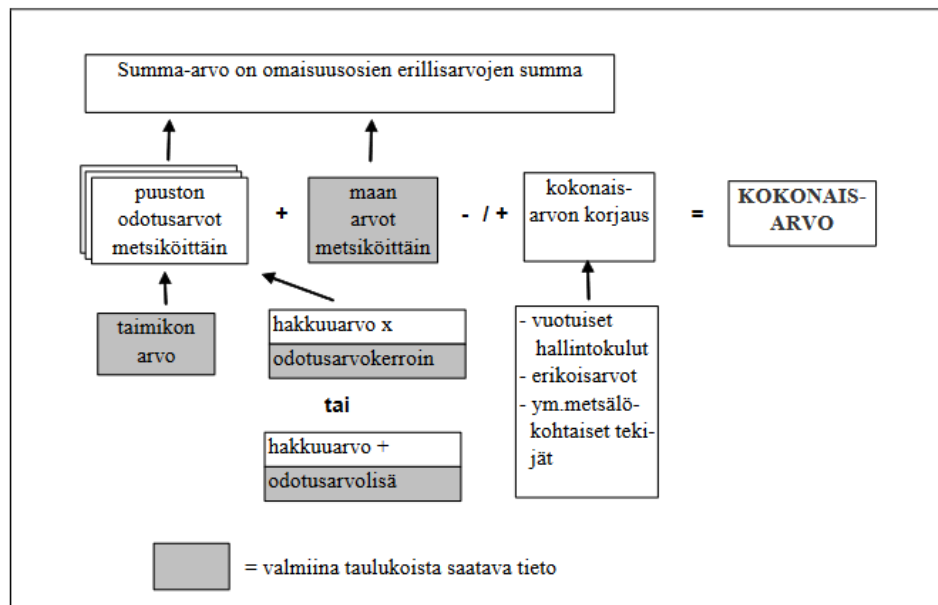 Summa-arvo on omaisuusosien erillisarvojen summa
puuston
odotusarvot
metsiköittäin
+
maan
arvot
metsiköittäin
- / +
kokonais-
arvon korjaus
=
KOKONAIS-
ARVO
taimikon
arvo
hakkuuarvo x
odotusarvokerroin
tai
hakkuuarvo +
odotusarvolisä
- vuotuiset
hallintokulut
- erikoisarvot
- ym.metsälö-
kohtaiset teki-
jät
= valmiina taulukoista saatava tieto